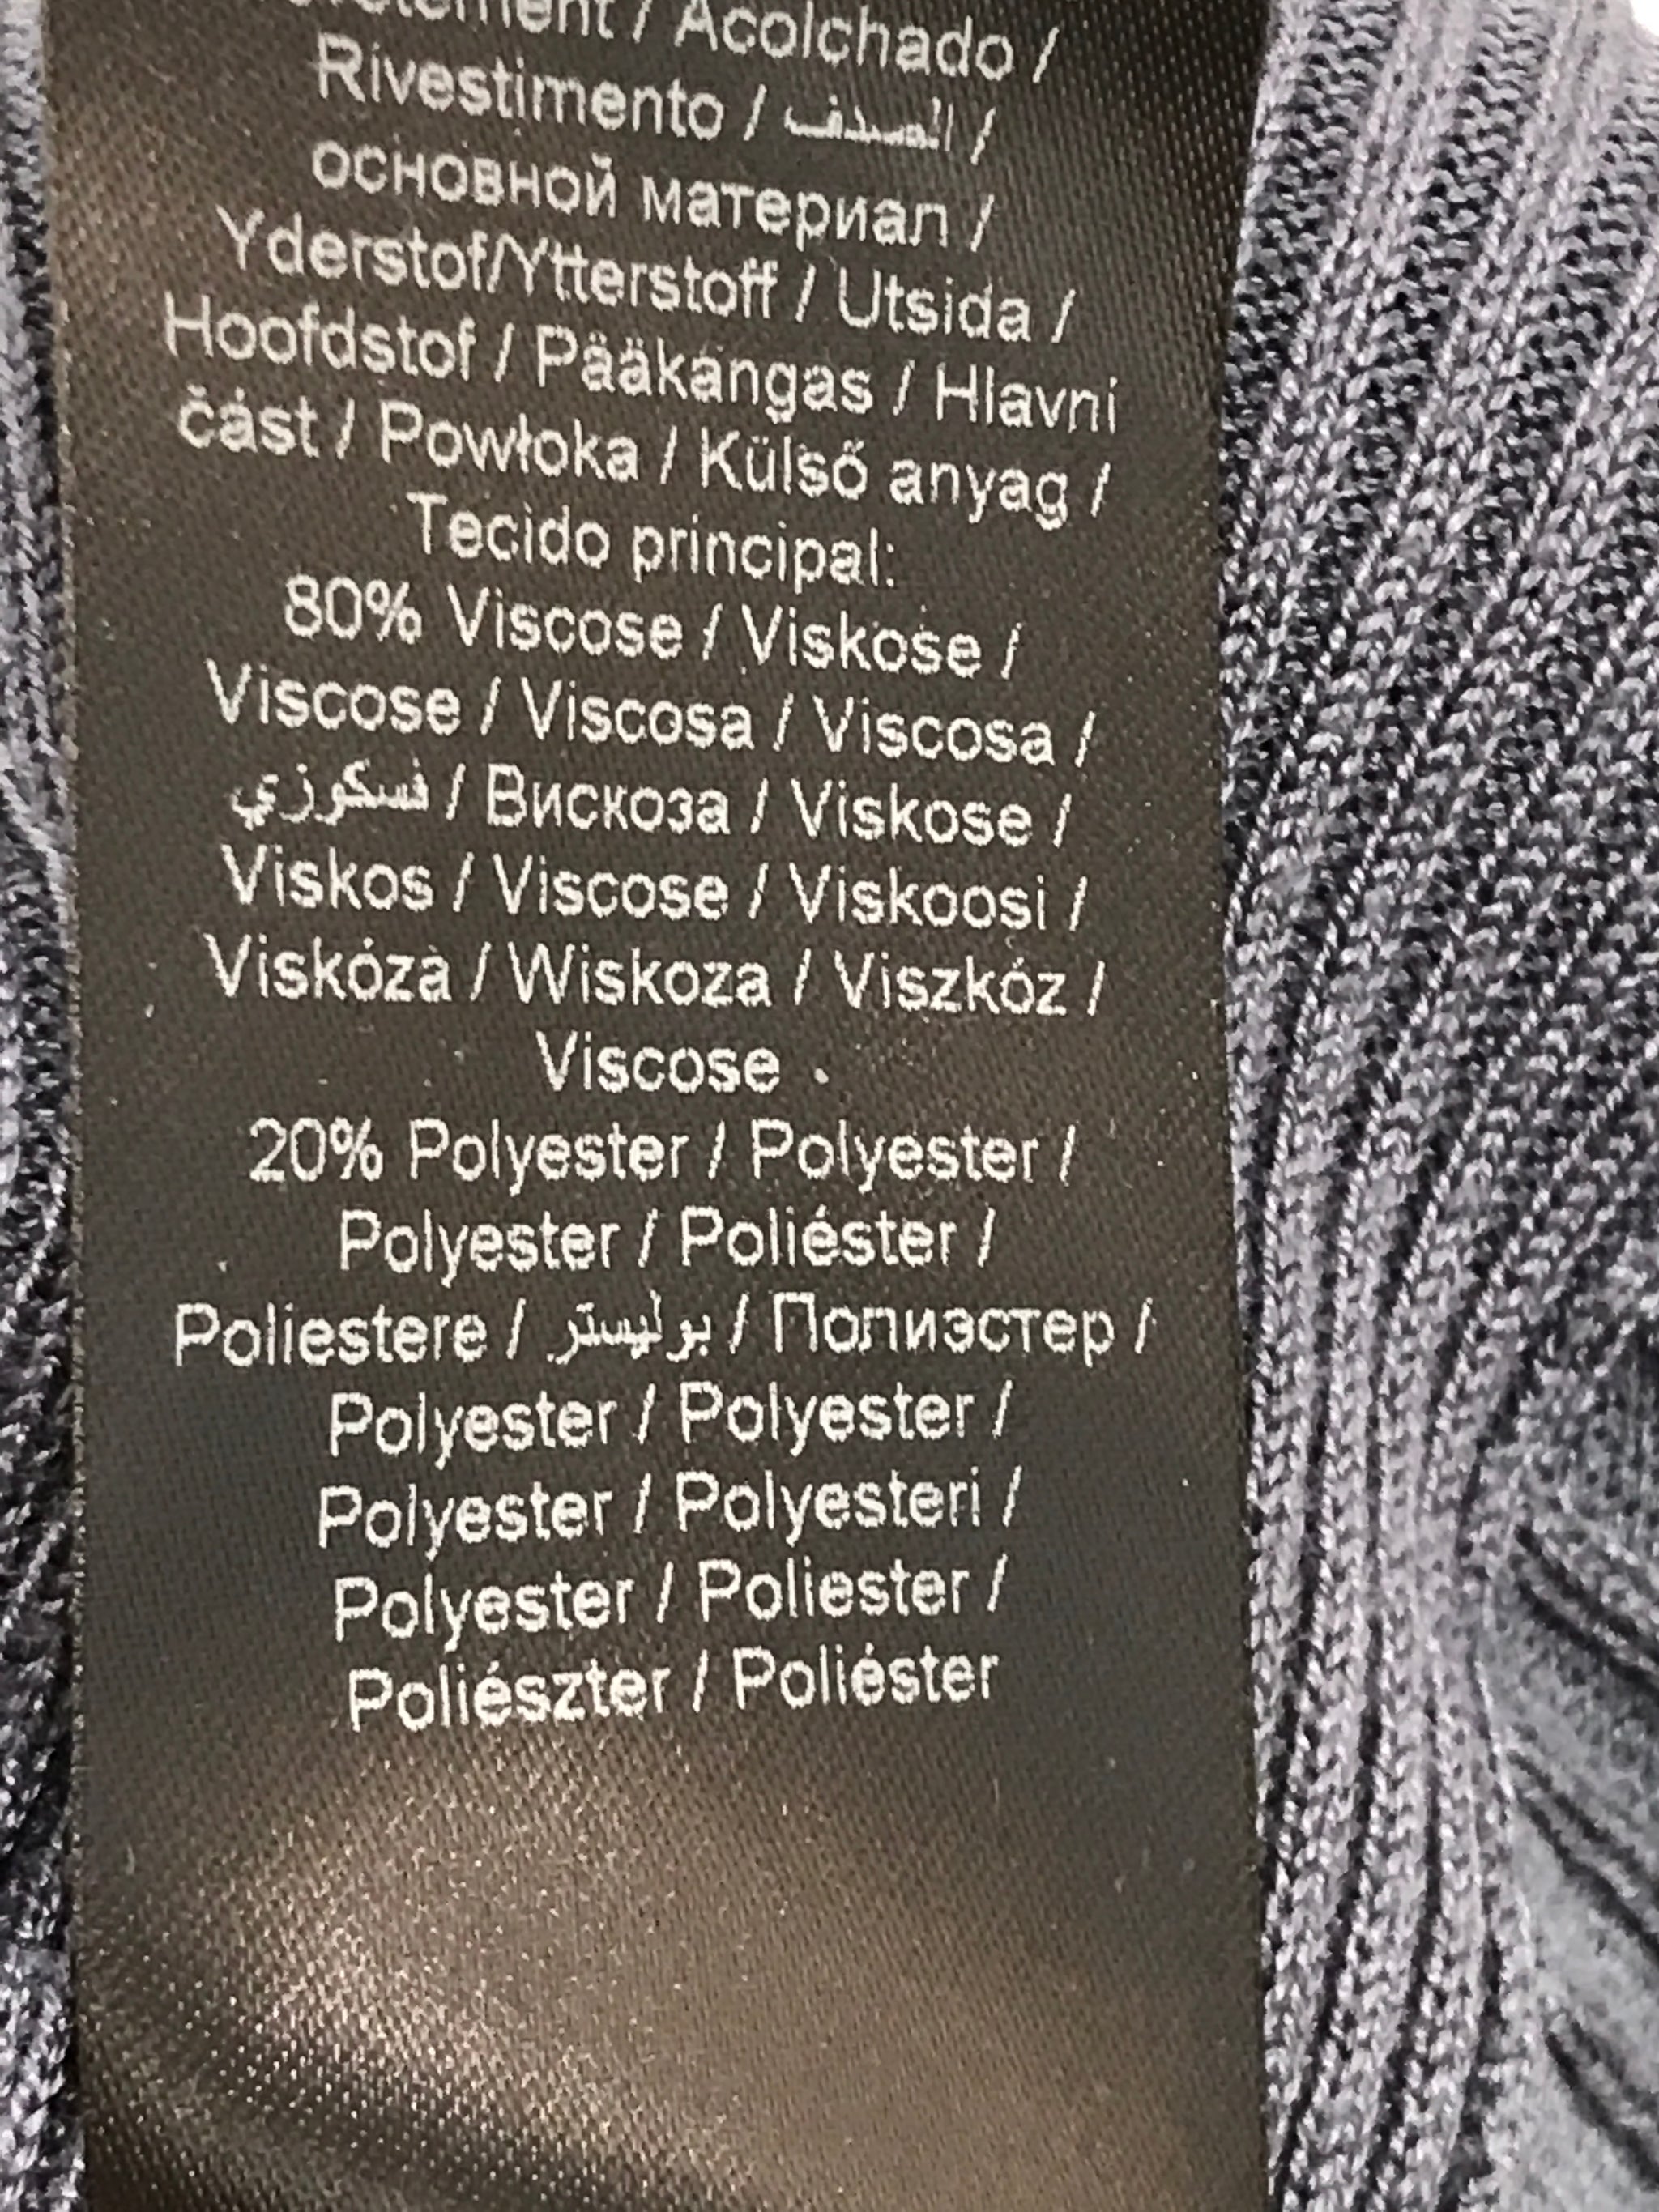 / Acolchado /
Rivestimento / الصدف /
основной материал /
Yderstof/Ytterstoff / Utsida /
Hoofdstof / Pääkangas / Hlavni
část / Powłoka / Külső anyag /
Tecido principal:
80% Viscose / Viskose /
Viscose / Viscosa / Viscosa /
فسكوزي / Вискоза / Viskose /
Viskos / Viscose / Viskoosi /
Viskóza / Wiskoza / Viszkóz /
Viscose
20% Polyester / Polyester /
Polyester / Poliéster /
Poliestere / بوليستر / Полиэстер /
Polyester / Polyester /
Polyester / Polyesteri /
Polyester / Poliester /
Poliészter / Poliéster